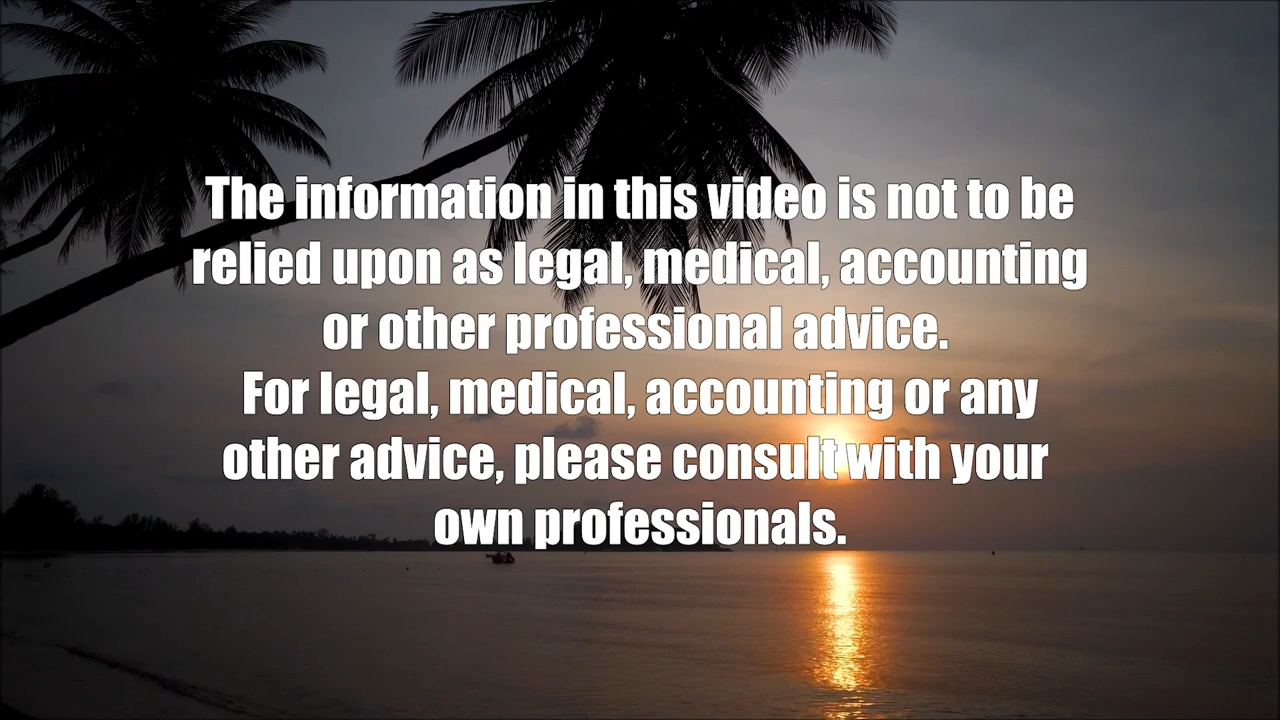 The information in this video is not to be
relied upon as legal, medical, accounting
or other professional advice.
For legal, medical, accounting or any
other advice, please consult with your
own professionals.